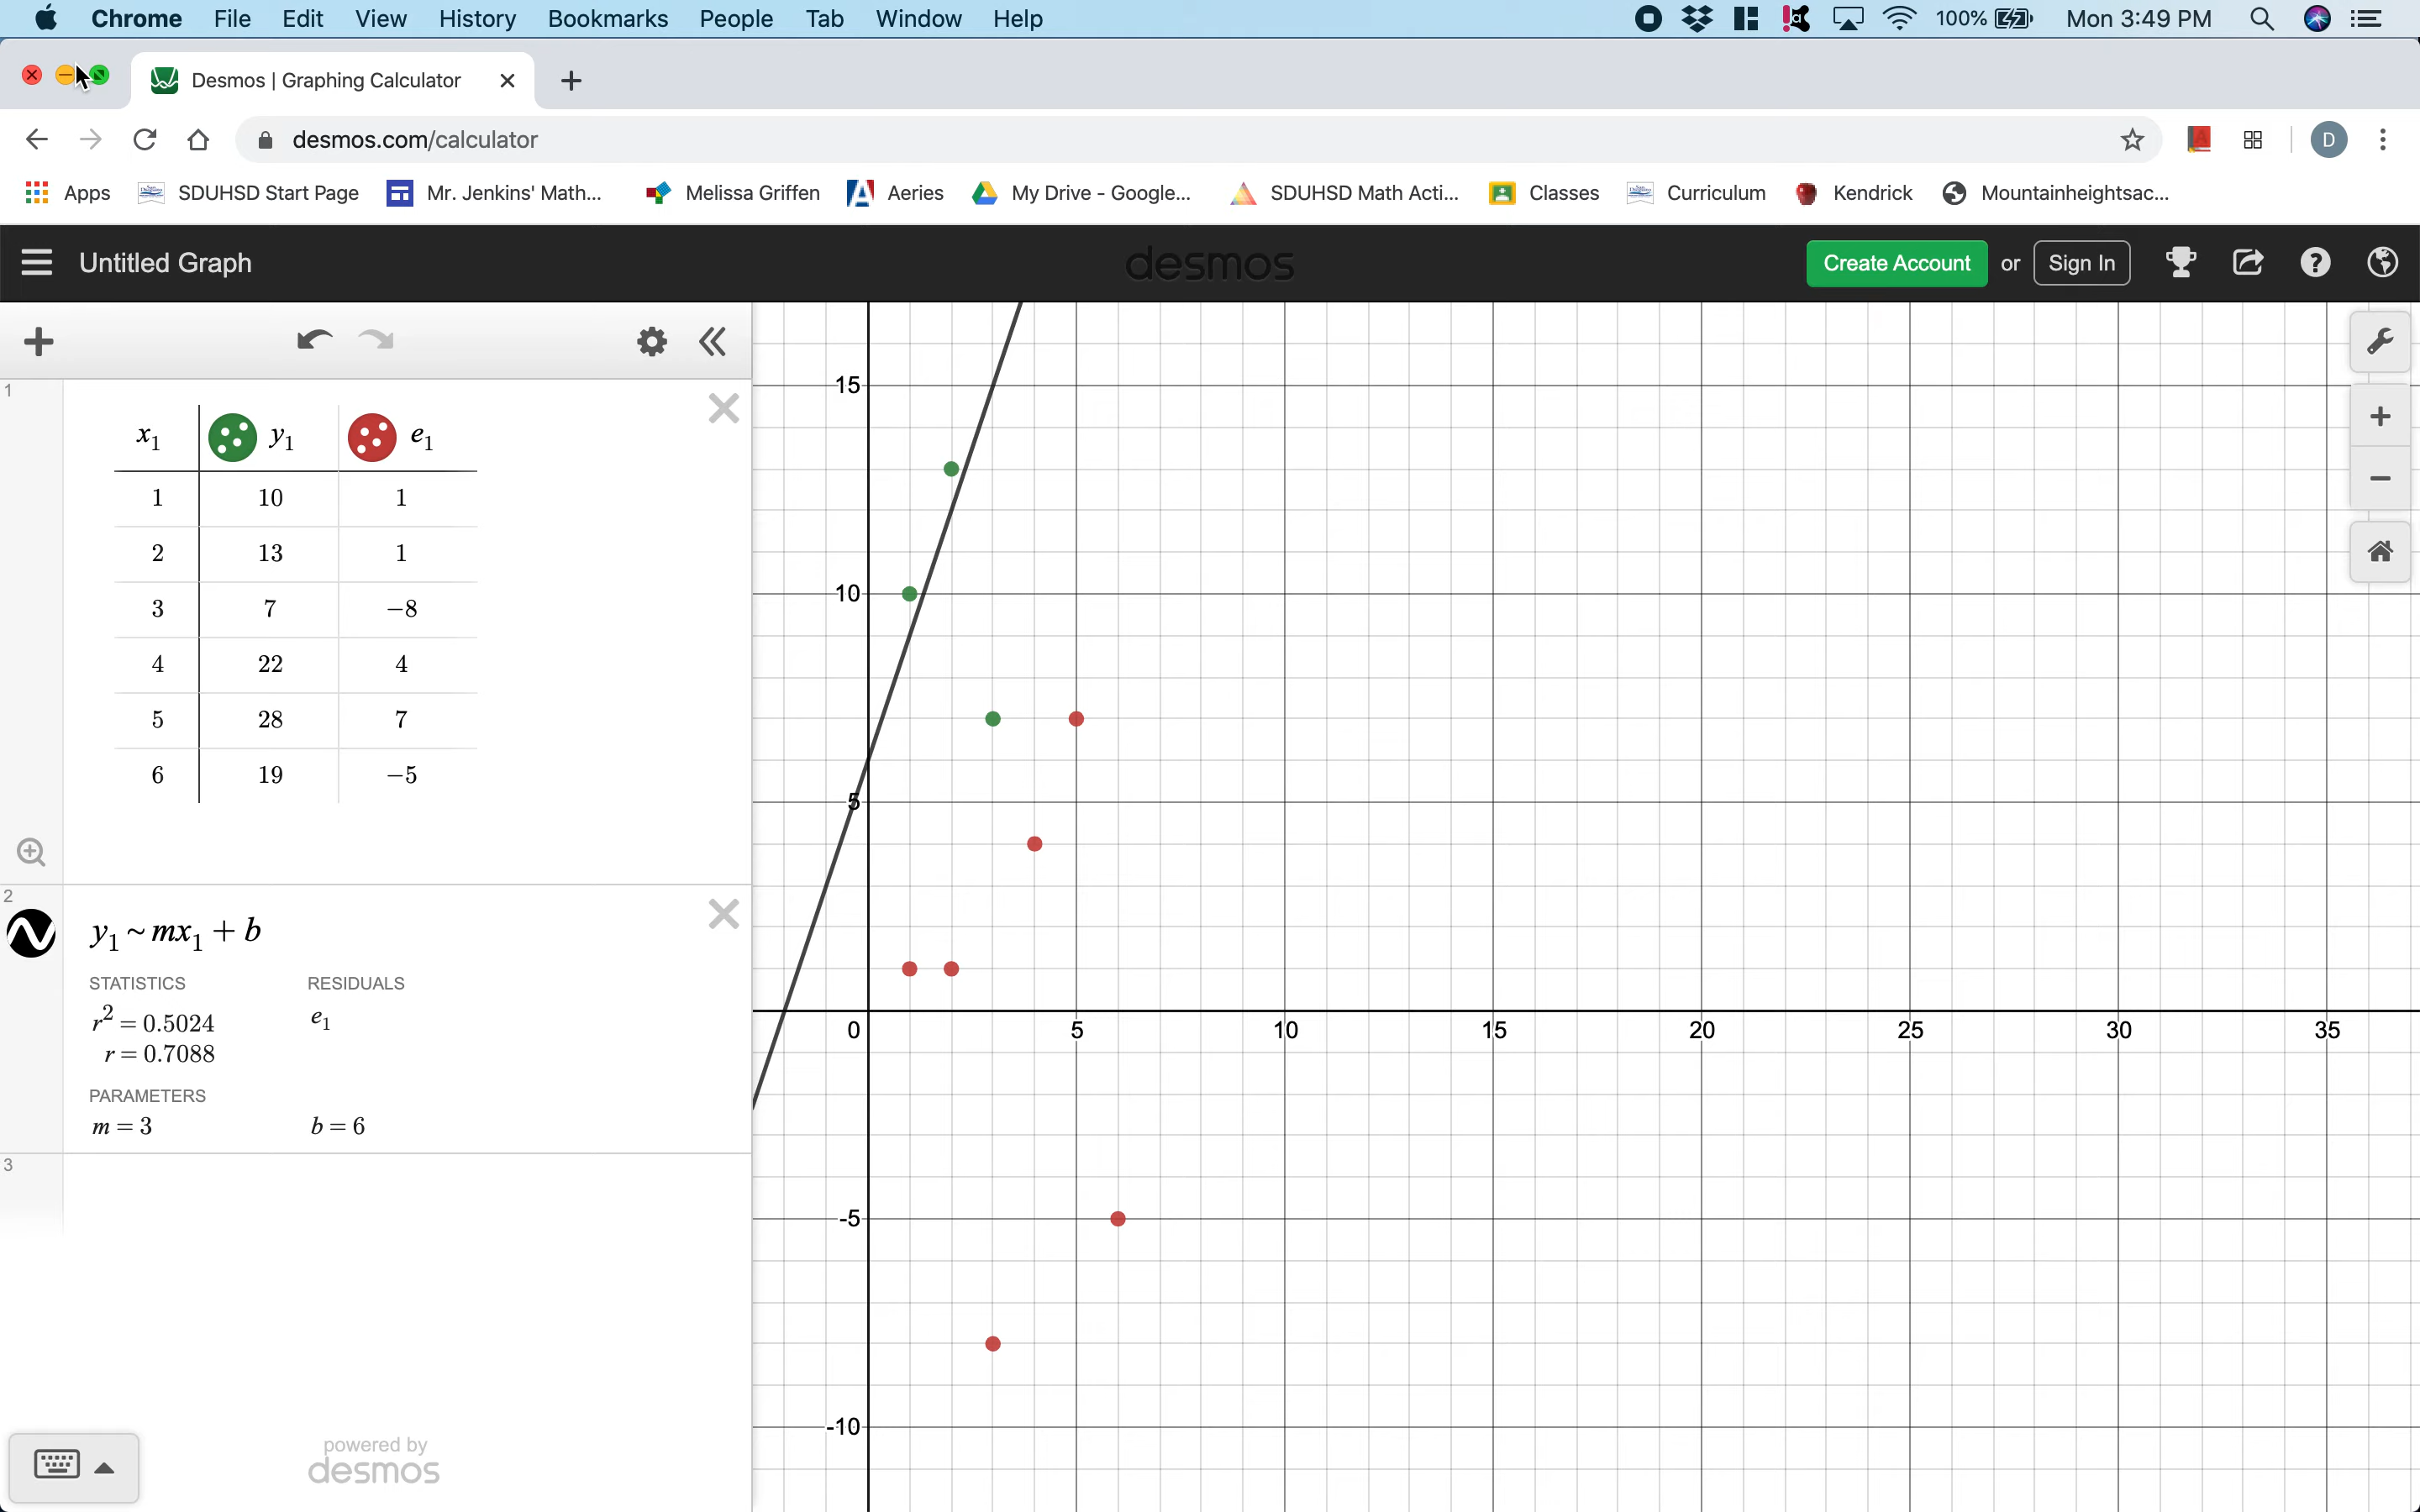 Chrome File Edit View History Bookmarks People Tab Window Help 100% Mon 3:49 PM
Desmos | Graphing Calculator
desmos.com/calculator D
Apps SDUHSD Start Page Mr. Jenkins' Math... Melissa Griffen Aeries My Drive - Google... SDUHSD Math Acti... Classes Curriculum Kendrick Mountainheightsac...
Untitled Graph desmos Create Account or Sign In
1
x₁ y₁ e₁
1 10 1
2 13 1
3 7 −8
4 22 4
5 28 7
6 19 −5
2
y₁ ~ mx₁ + b
STATISTICS RESIDUALS
r² = 0.5024 e₁
r = 0.7088
PARAMETERS
m = 3 b = 6
3
powered by
desmos
15
10
5
0 5 10 15 20 25 30 35
-5
-10